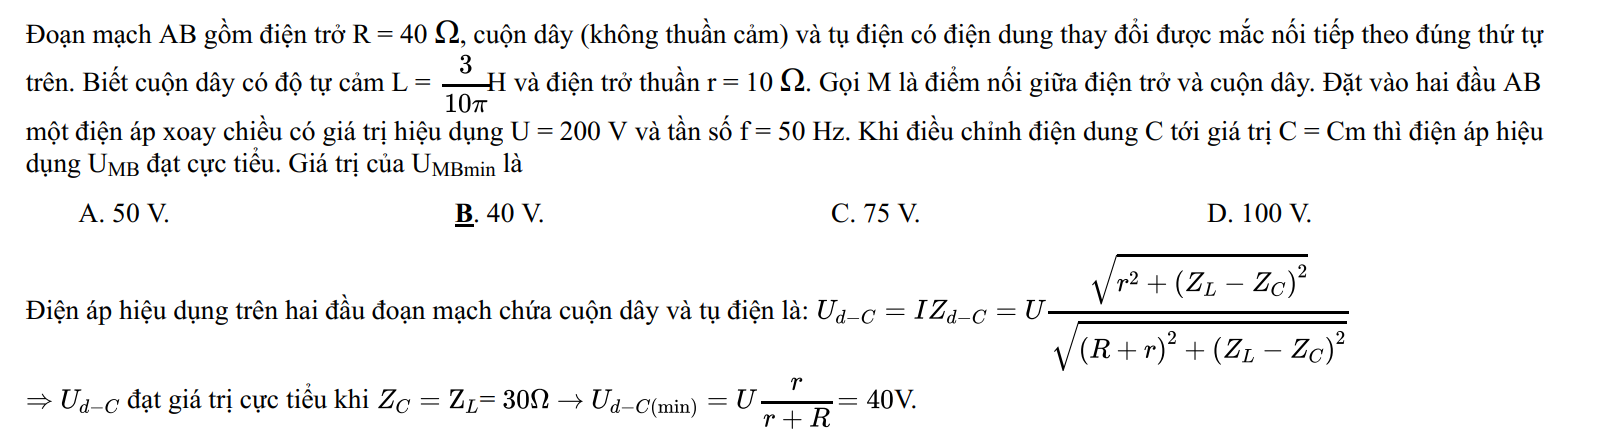 Đoạn mạch AB gồm điện trở R = 40 Ω, cuộn dây (không thuần cảm) và tụ điện có điện dung thay đổi được mắc nối tiếp theo đúng thứ tự
trên. Biết cuộn dây có độ tự cảm L = \frac{3}{10\pi}H và điện trở thuần r = 10 Ω. Gọi M là điểm nối giữa điện trở và cuộn dây. Đặt vào hai đầu AB
một điện áp xoay chiều có giá trị hiệu dụng U = 200 V và tần số f = 50 Hz. Khi điều chỉnh điện dung C tới giá trị C = Cm thì điện áp hiệu
dụng U_{MB} đạt cực tiểu. Giá trị của U_{MBmin} là
A. 50 V. B. 40 V. C. 75 V. D. 100 V.
Điện áp hiệu dụng trên hai đầu đoạn mạch chứa cuộn dây và tụ điện là: U_{d-C} = IZ_{d-C} = U\frac{\sqrt{r^2 + (Z_L - Z_C)^2}}{\sqrt{(R + r)^2 + (Z_L - Z_C)^2}}
⇒ U_{d-C} đạt giá trị cực tiểu khi Z_C = Z_L= 30Ω → U_{d-C(min)} = U\frac{r}{r + R} = 40V.